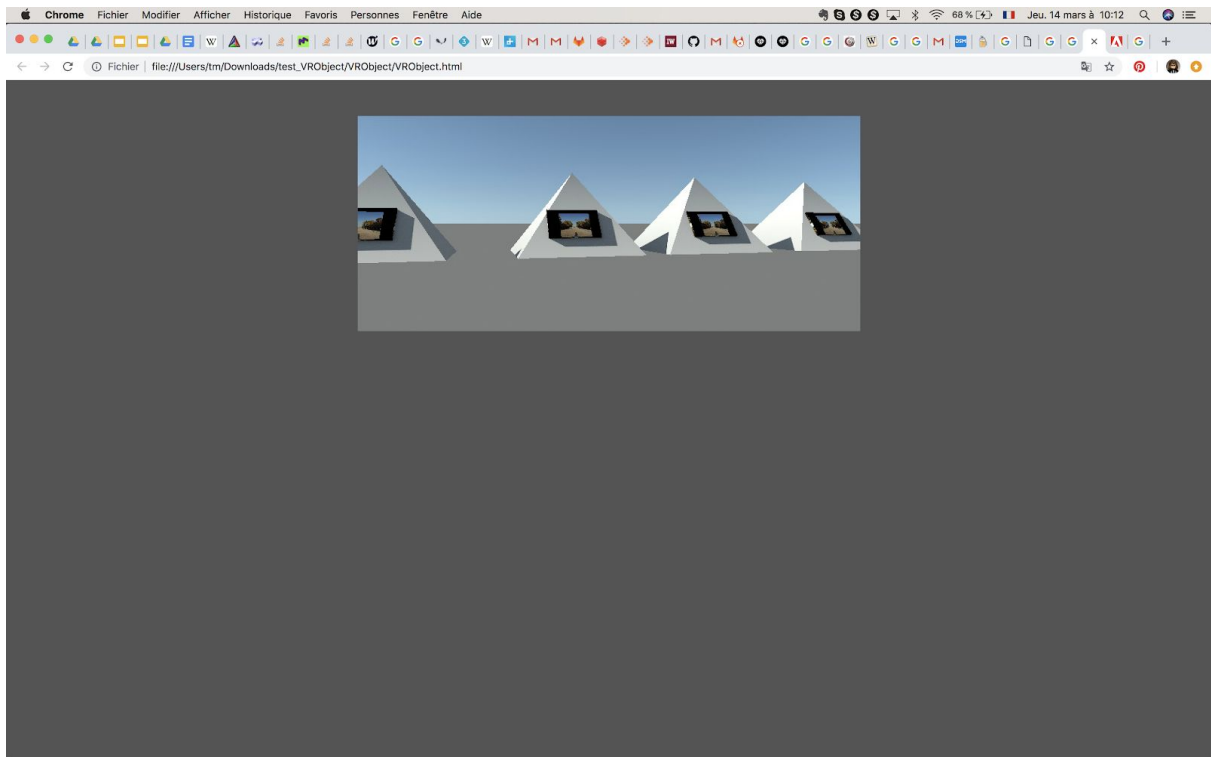 Chrome Fichier Modifier Afficher Historique Favoris Personnes Fenêtre Aide 68 % Jeu. 14 mars à 10:12
Fichier file:///Users/tm/Downloads/test_VRObject/VRObject/VRObject.html